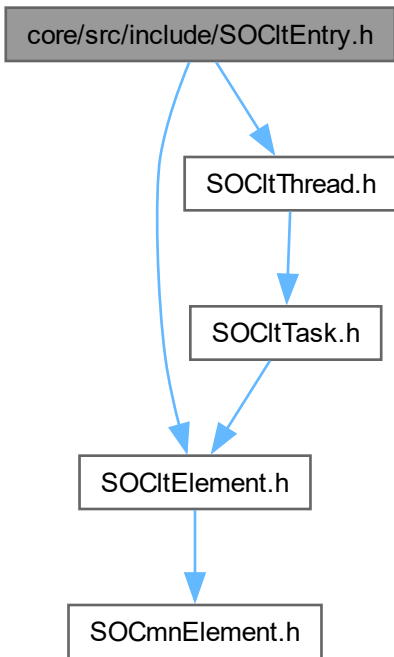 core/src/include/SOCltEntry.h
SOCltThread.h
SOCltTask.h
SOCltElement.h
SOCmnElement.h